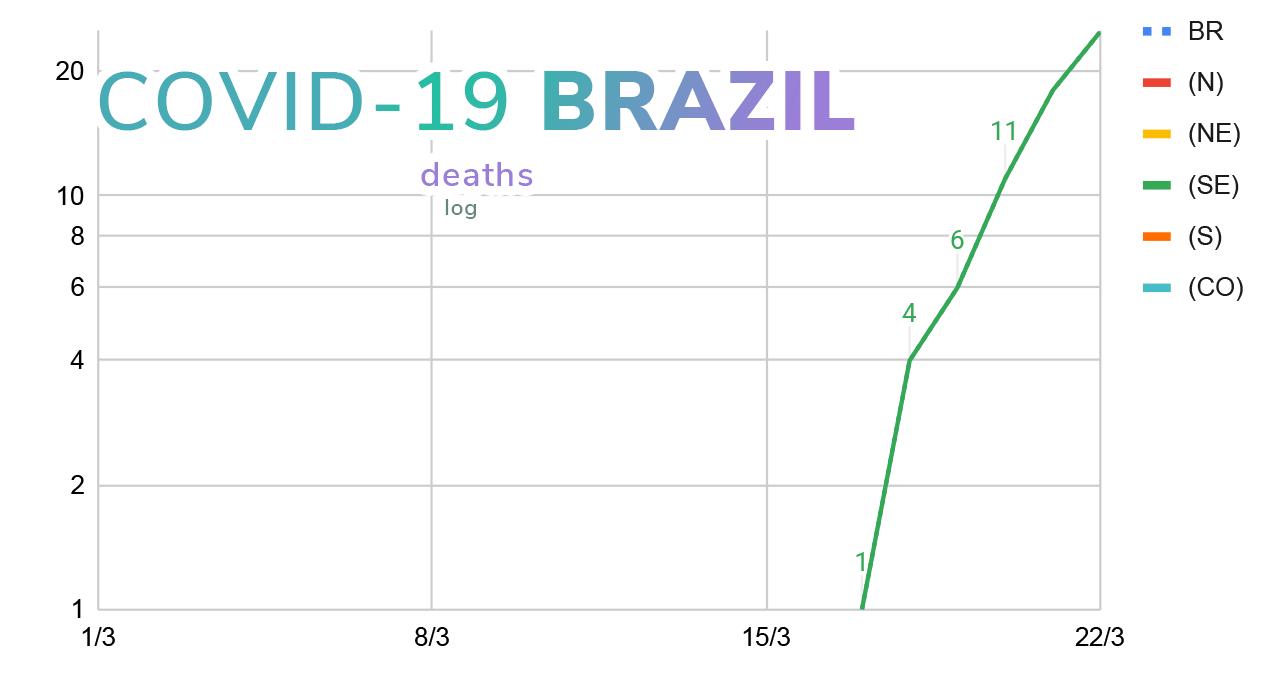 COVID-19 BRAZIL
deaths
log
20
10
8
6
4
2
1
1/3
8/3
15/3
22/3
1
4
6
11
BR
(N)
(NE)
(SE)
(S)
(CO)